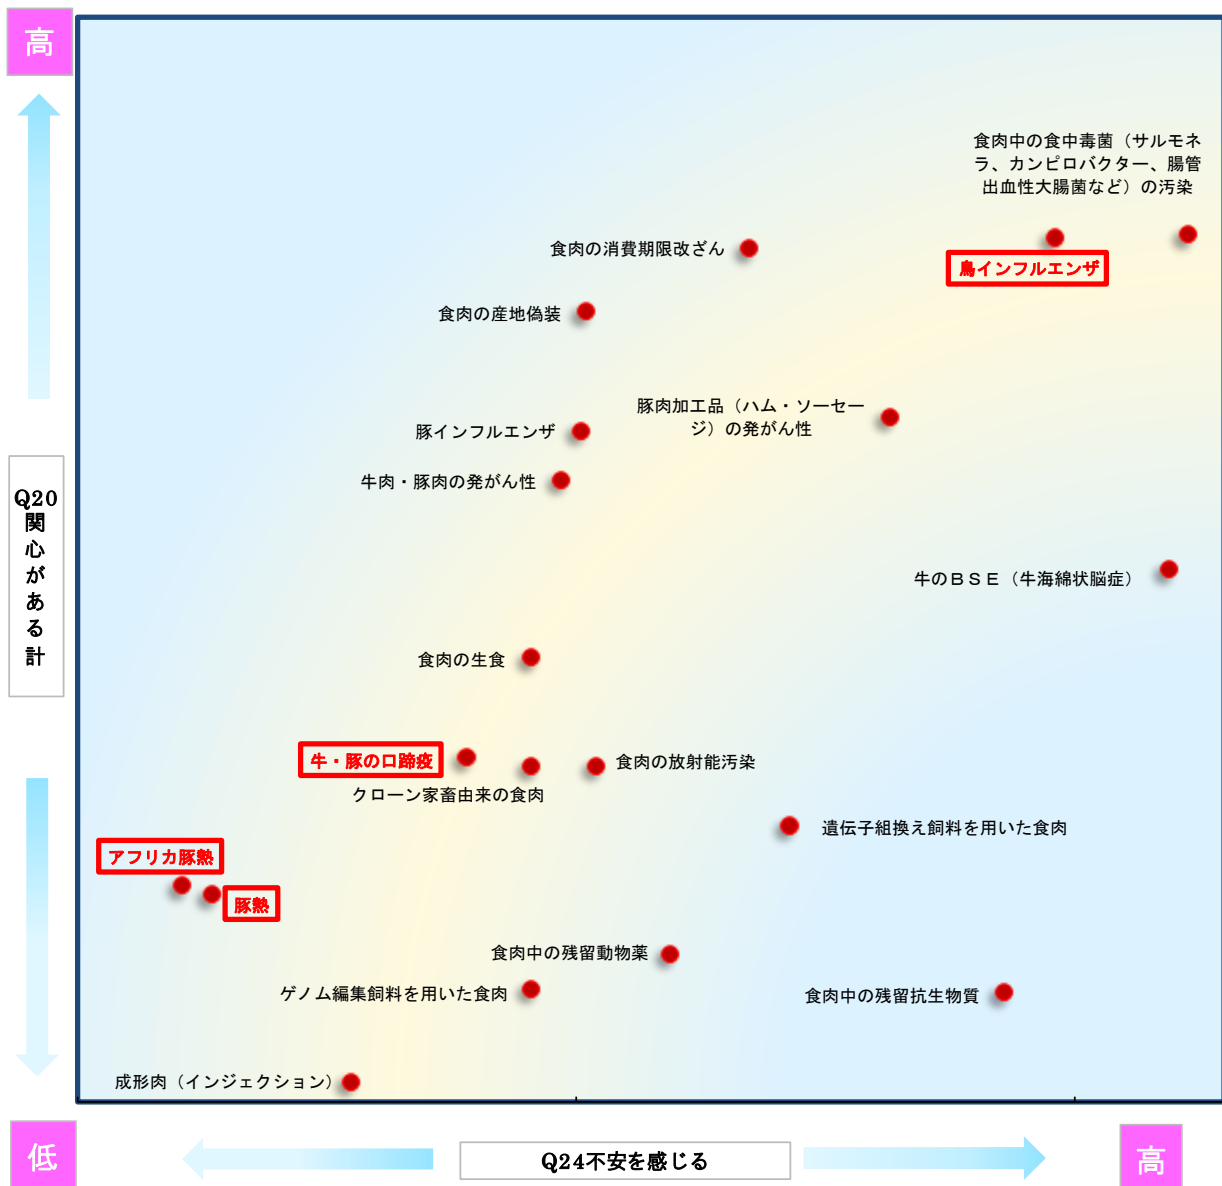 高
食肉中の食中毒菌（サルモネ
ラ、カンピロバクター、腸管
出血性大腸菌など）の汚染
食肉の消費期限改ざん
鳥インフルエンザ
食肉の産地偽装
豚肉加工品（ハム・ソーセー
ジ）の発がん性
豚インフルエンザ
牛肉・豚肉の発がん性
Q20
関
心
が
あ
る
計
牛のＢＳＥ（牛海綿状脳症）
食肉の生食
牛・豚の口蹄疫
食肉の放射能汚染
クローン家畜由来の食肉
遺伝子組換え飼料を用いた食肉
アフリカ豚熱
豚熱
食肉中の残留動物薬
ゲノム編集飼料を用いた食肉
食肉中の残留抗生物質
成形肉（インジェクション）
低
Q24不安を感じる
高